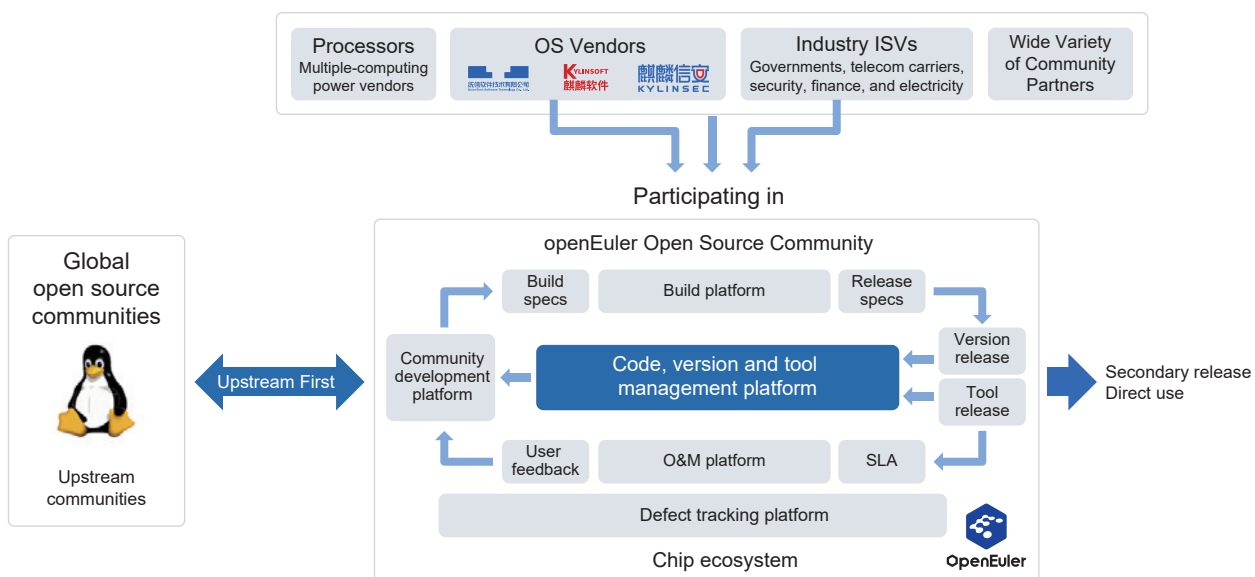 Processors
Multiple-computing
power vendors
OS Vendors
KYLINSOFT
麒麟软件
麒麟信安
KYLINSEC
Industry ISVs
Governments, telecom carriers,
security, finance, and electricity
Wide Variety
of Community
Partners
Participating in
Global
open source
communities
Upstream
communities
Upstream First
openEuler Open Source Community
Build
specs
Build platform
Release
specs
Community
development
platform
Code, version and tool
management platform
Version
release
Tool
release
User
feedback
O&M platform
SLA
Defect tracking platform
Chip ecosystem
OpenEuler
Secondary release
Direct use